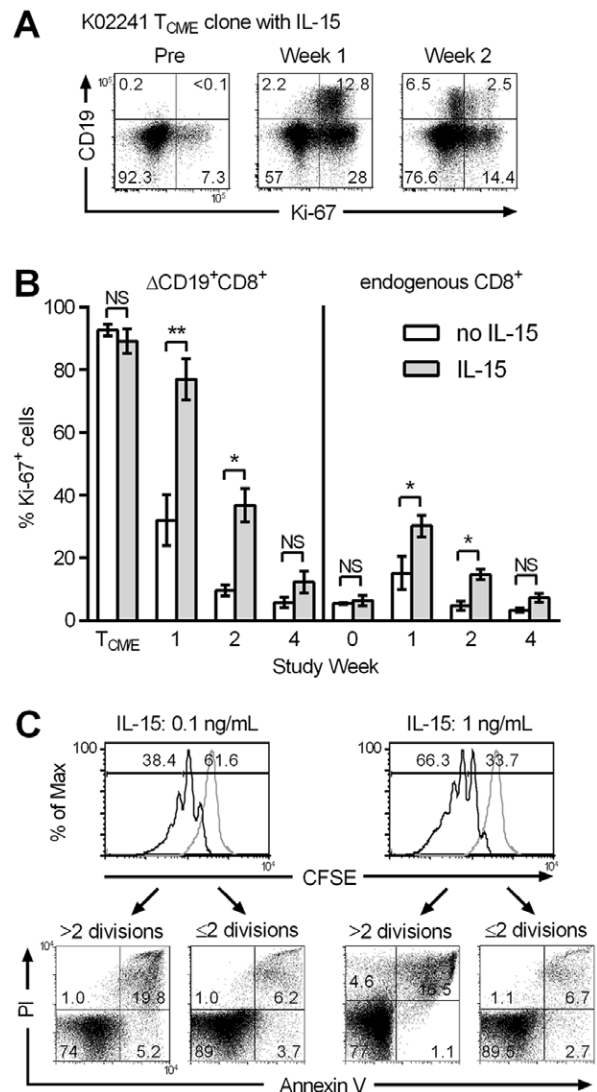 A K02241 TCM/E clone with IL-15
Pre Week 1 Week 2
10⁵ 0.2 <0.1 2.2 12.8 6.5 2.5
CD19
92.3 7.3 57 28 76.6 14.4
10⁵
Ki-67
B ΔCD19⁺CD8⁺ endogenous CD8⁺
100
NS
**
no IL-15
80
IL-15
% Ki-67⁺ cells
60
*
40
*
20
NS NS * NS
0
TCM/E 1 2 4 0 1 2 4
Study Week
C IL-15: 0.1 ng/mL IL-15: 1 ng/mL
100 38.4 61.6 100 66.3 33.7
% of Max
10⁴ 10⁴
CFSE
>2 divisions ≤2 divisions >2 divisions ≤2 divisions
10⁴
PI
1.0 19.8 1.0 6.2 4.6 16.5 1.1 6.7
74 5.2 89 3.7 77 1.1 89.5 2.7
10⁴
Annexin V